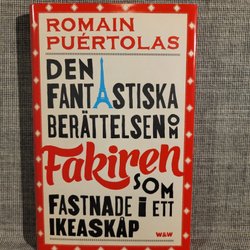 ROMAIN
PUÉRTOLAS
DEN
FANTASTISKA
BERÄTTELSEN OM
Fakiren
SOM
FASTNADE I ETT
IKEASKÅP
W&W